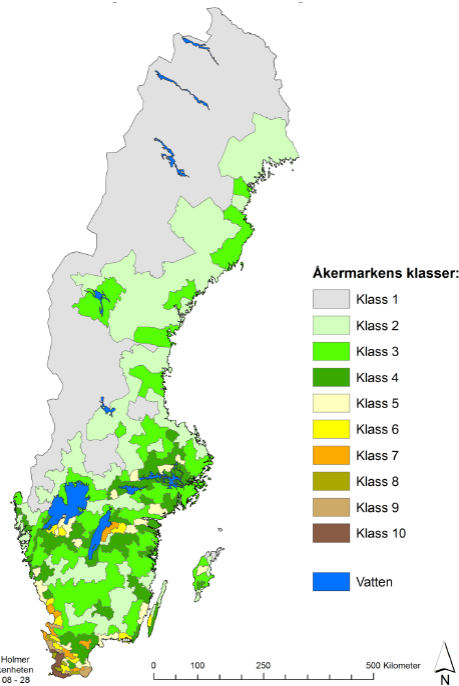 Åkermarkens klasser:
Klass 1
Klass 2
Klass 3
Klass 4
Klass 5
Klass 6
Klass 7
Klass 8
Klass 9
Klass 10
Vatten
Holmer
kenheten
08 - 28
0 100 250 500 Kilometer
N